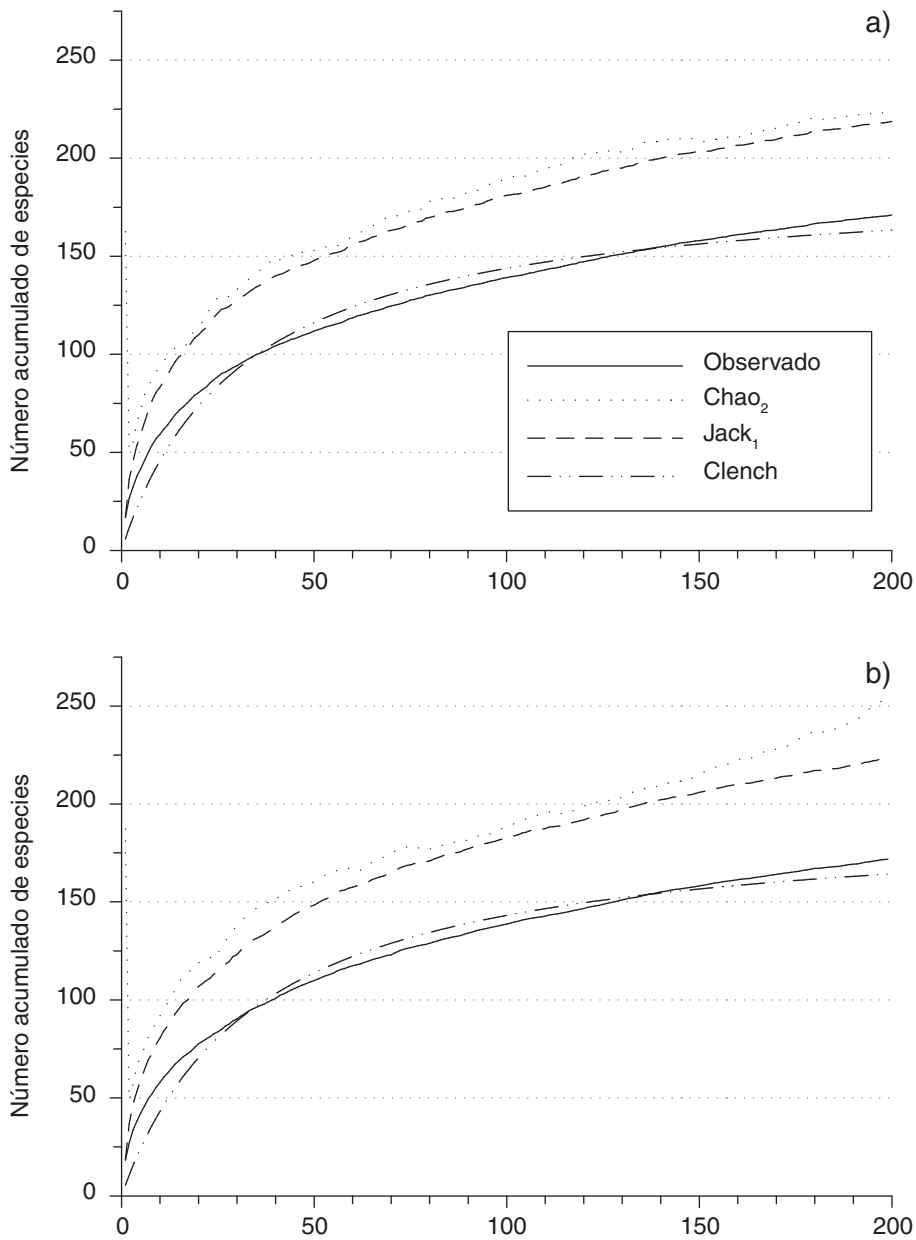 a)
Número acumulado de especies
250
200
150
100
50
0
Observado
Chao₂
Jack₁
Clench
0 50 100 150 200
b)
Número acumulado de especies
250
200
150
100
50
0
0 50 100 150 200